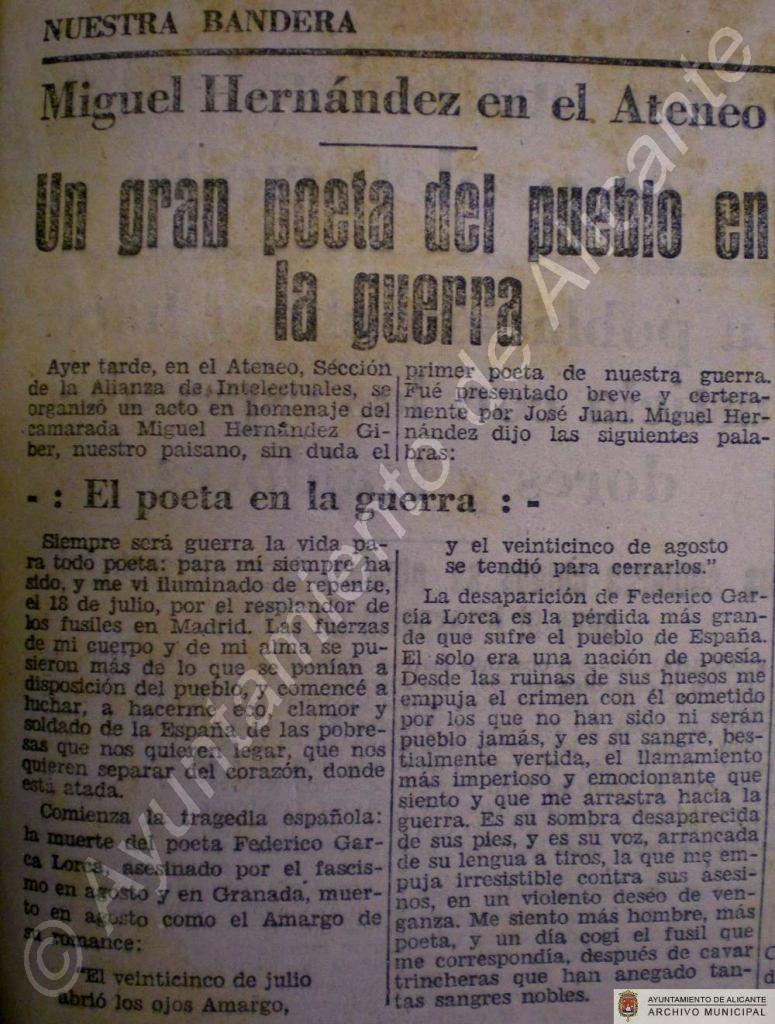 NUESTRA BANDERA
Miguel Hernández en el Ateneo
Un gran poeta del pueblo en
la guerra
Ayer tarde, en el Ateneo, Sección
de la Alianza de Intelectuales, se
organizó un acto en homenaje del
camarada Miguel Hernández Gi-
ber, nuestro paisano, sin duda el
primer poeta de nuestra guerra.
Fué presentado breve y certera-
mente por José Juan. Miguel Her-
nández dijo las siguientes pala-
bras:
- : El poeta en la guerra : -
Siempre será guerra la vida pa-
ra todo poeta: para mí siempre ha
sido, y me vi iluminado de repente,
el 18 de julio, por el resplandor de
los fusiles en Madrid. Las fuerzas
de mi cuerpo y de mi alma se pu-
sieron más de lo que se ponían a
disposición del pueblo, y comencé a
luchar, a hacerme eco, clamor y
soldado de la España de las pobre-
sas que nos quieren legar, que nos
quieren separar del corazón, donde
está atada.
Comienza la tragedia española:
la muerte del poeta Federico Gar-
ca Lorca, asesinado por el fascis-
mo en agosto y en Granada, muer-
to en agosto como el Amargo de
su romance:
"El veinticinco de julio
abrió los ojos Amargo,
y el veinticinco de agosto
se tendió para cerrarlos."
La desaparición de Federico Gar-
cía Lorca es la pérdida más gran-
de que sufre el pueblo de España.
El solo era una nación de poesía.
Desde las ruinas de sus huesos me
empuja el crimen con él cometido
por los que no han sido ni serán
pueblo jamás, y es su sangre, bes-
tialmente vertida, el llamamiento
más imperioso y emocionante que
siento y que me arrastra hacia la
guerra. Es su sombra desaparecida
de sus pies, y es su voz, arrancada
de su lengua a tiros, la que me em-
puja irresistible contra sus asesi-
nos, en un violento deseo de ven-
ganza. Me siento más hombre, más
poeta, y un día cogí el fusil que
me correspondía, después de cavar
trincheras que han anegado tan-
tas sangres nobles.
© Ayuntamiento de Alicante
AYUNTAMIENTO DE ALICANTE
ARCHIVO MUNICIPAL